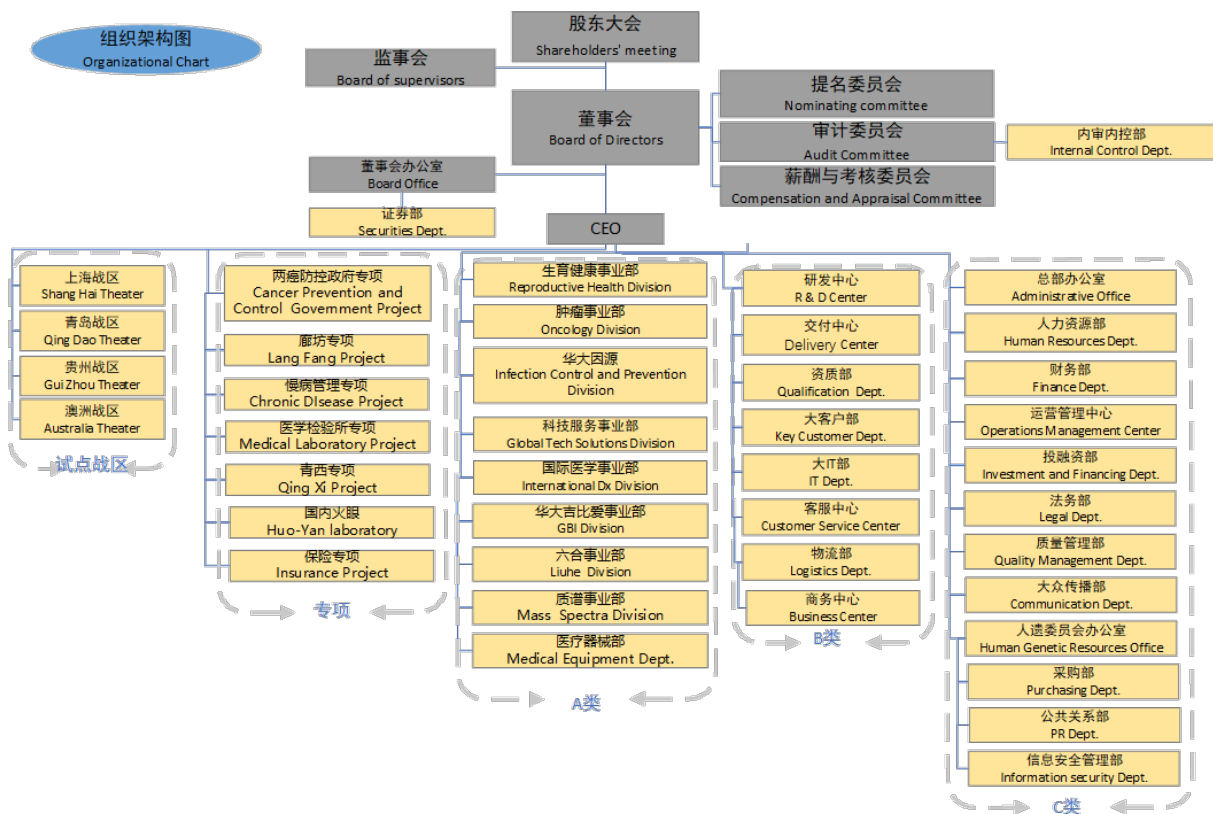 组织架构图
Organizational Chart
股东大会
Shareholders' meeting
监事会
Board of supervisors
董事会
Board of Directors
提名委员会
Nominating committee
审计委员会
Audit Committee
内审内控部
Internal Control Dept.
薪酬与考核委员会
Compensation and Appraisal Committee
董事会办公室
Board Office
证券部
Securities Dept.
CEO
上海战区
Shang Hai Theater
青岛战区
Qing Dao Theater
贵州战区
Gui Zhou Theater
澳洲战区
Australia Theater
试点战区
两癌防控政府专项
Cancer Prevention and
Control Government Project
廊坊专项
Lang Fang Project
慢病管理专项
Chronic DIsease Project
医学检验所专项
Medical Laboratory Project
青西专项
Qing Xi Project
国内火眼
Huo-Yan laboratory
保险专项
Insurance Project
专项
生育健康事业部
Reproductive Health Division
肿瘤事业部
Oncology Division
华大因源
Infection Control and Prevention
Division
科技服务事业部
Global Tech Solutions Division
国际医学事业部
International Dx Division
华大吉比爱事业部
GBI Division
六合事业部
Liuhe Division
质谱事业部
Mass Spectra Division
医疗器械部
Medical Equipment Dept.
A类
研发中心
R & D Center
交付中心
Delivery Center
资质部
Qualification Dept.
大客户部
Key Customer Dept.
大IT部
IT Dept.
客服中心
Customer Service Center
物流部
Logistics Dept.
商务中心
Business Center
B类
总部办公室
Administrative Office
人力资源部
Human Resources Dept.
财务部
Finance Dept.
运营管理中心
Operations Management Center
投融资部
Investment and Financing Dept.
法务部
Legal Dept.
质量管理部
Quality Management Dept.
大众传播部
Communication Dept.
人遗委员会办公室
Human Genetic Resources Office
采购部
Purchasing Dept.
公共关系部
PR Dept.
信息安全管理部
Information security Dept.
C类